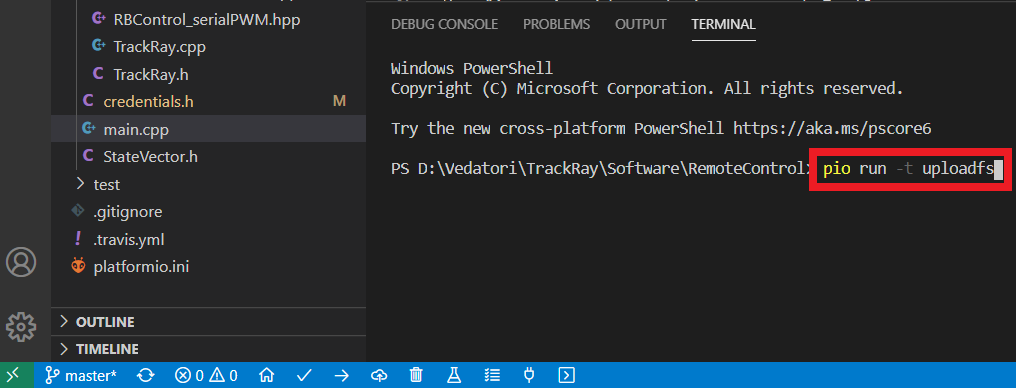 RBControl_serialPWM.hpp
TrackRay.cpp
TrackRay.h
credentials.h M
main.cpp
StateVector.h
test
.gitignore
.travis.yml
platformio.ini
OUTLINE
TIMELINE
DEBUG CONSOLE PROBLEMS OUTPUT TERMINAL
Windows PowerShell
Copyright (C) Microsoft Corporation. All rights reserved.
Try the new cross-platform PowerShell https://aka.ms/pscore6
PS D:\Vedatori\TrackRay\Software\RemoteControl> pio run -t uploadfs
master* 0 0